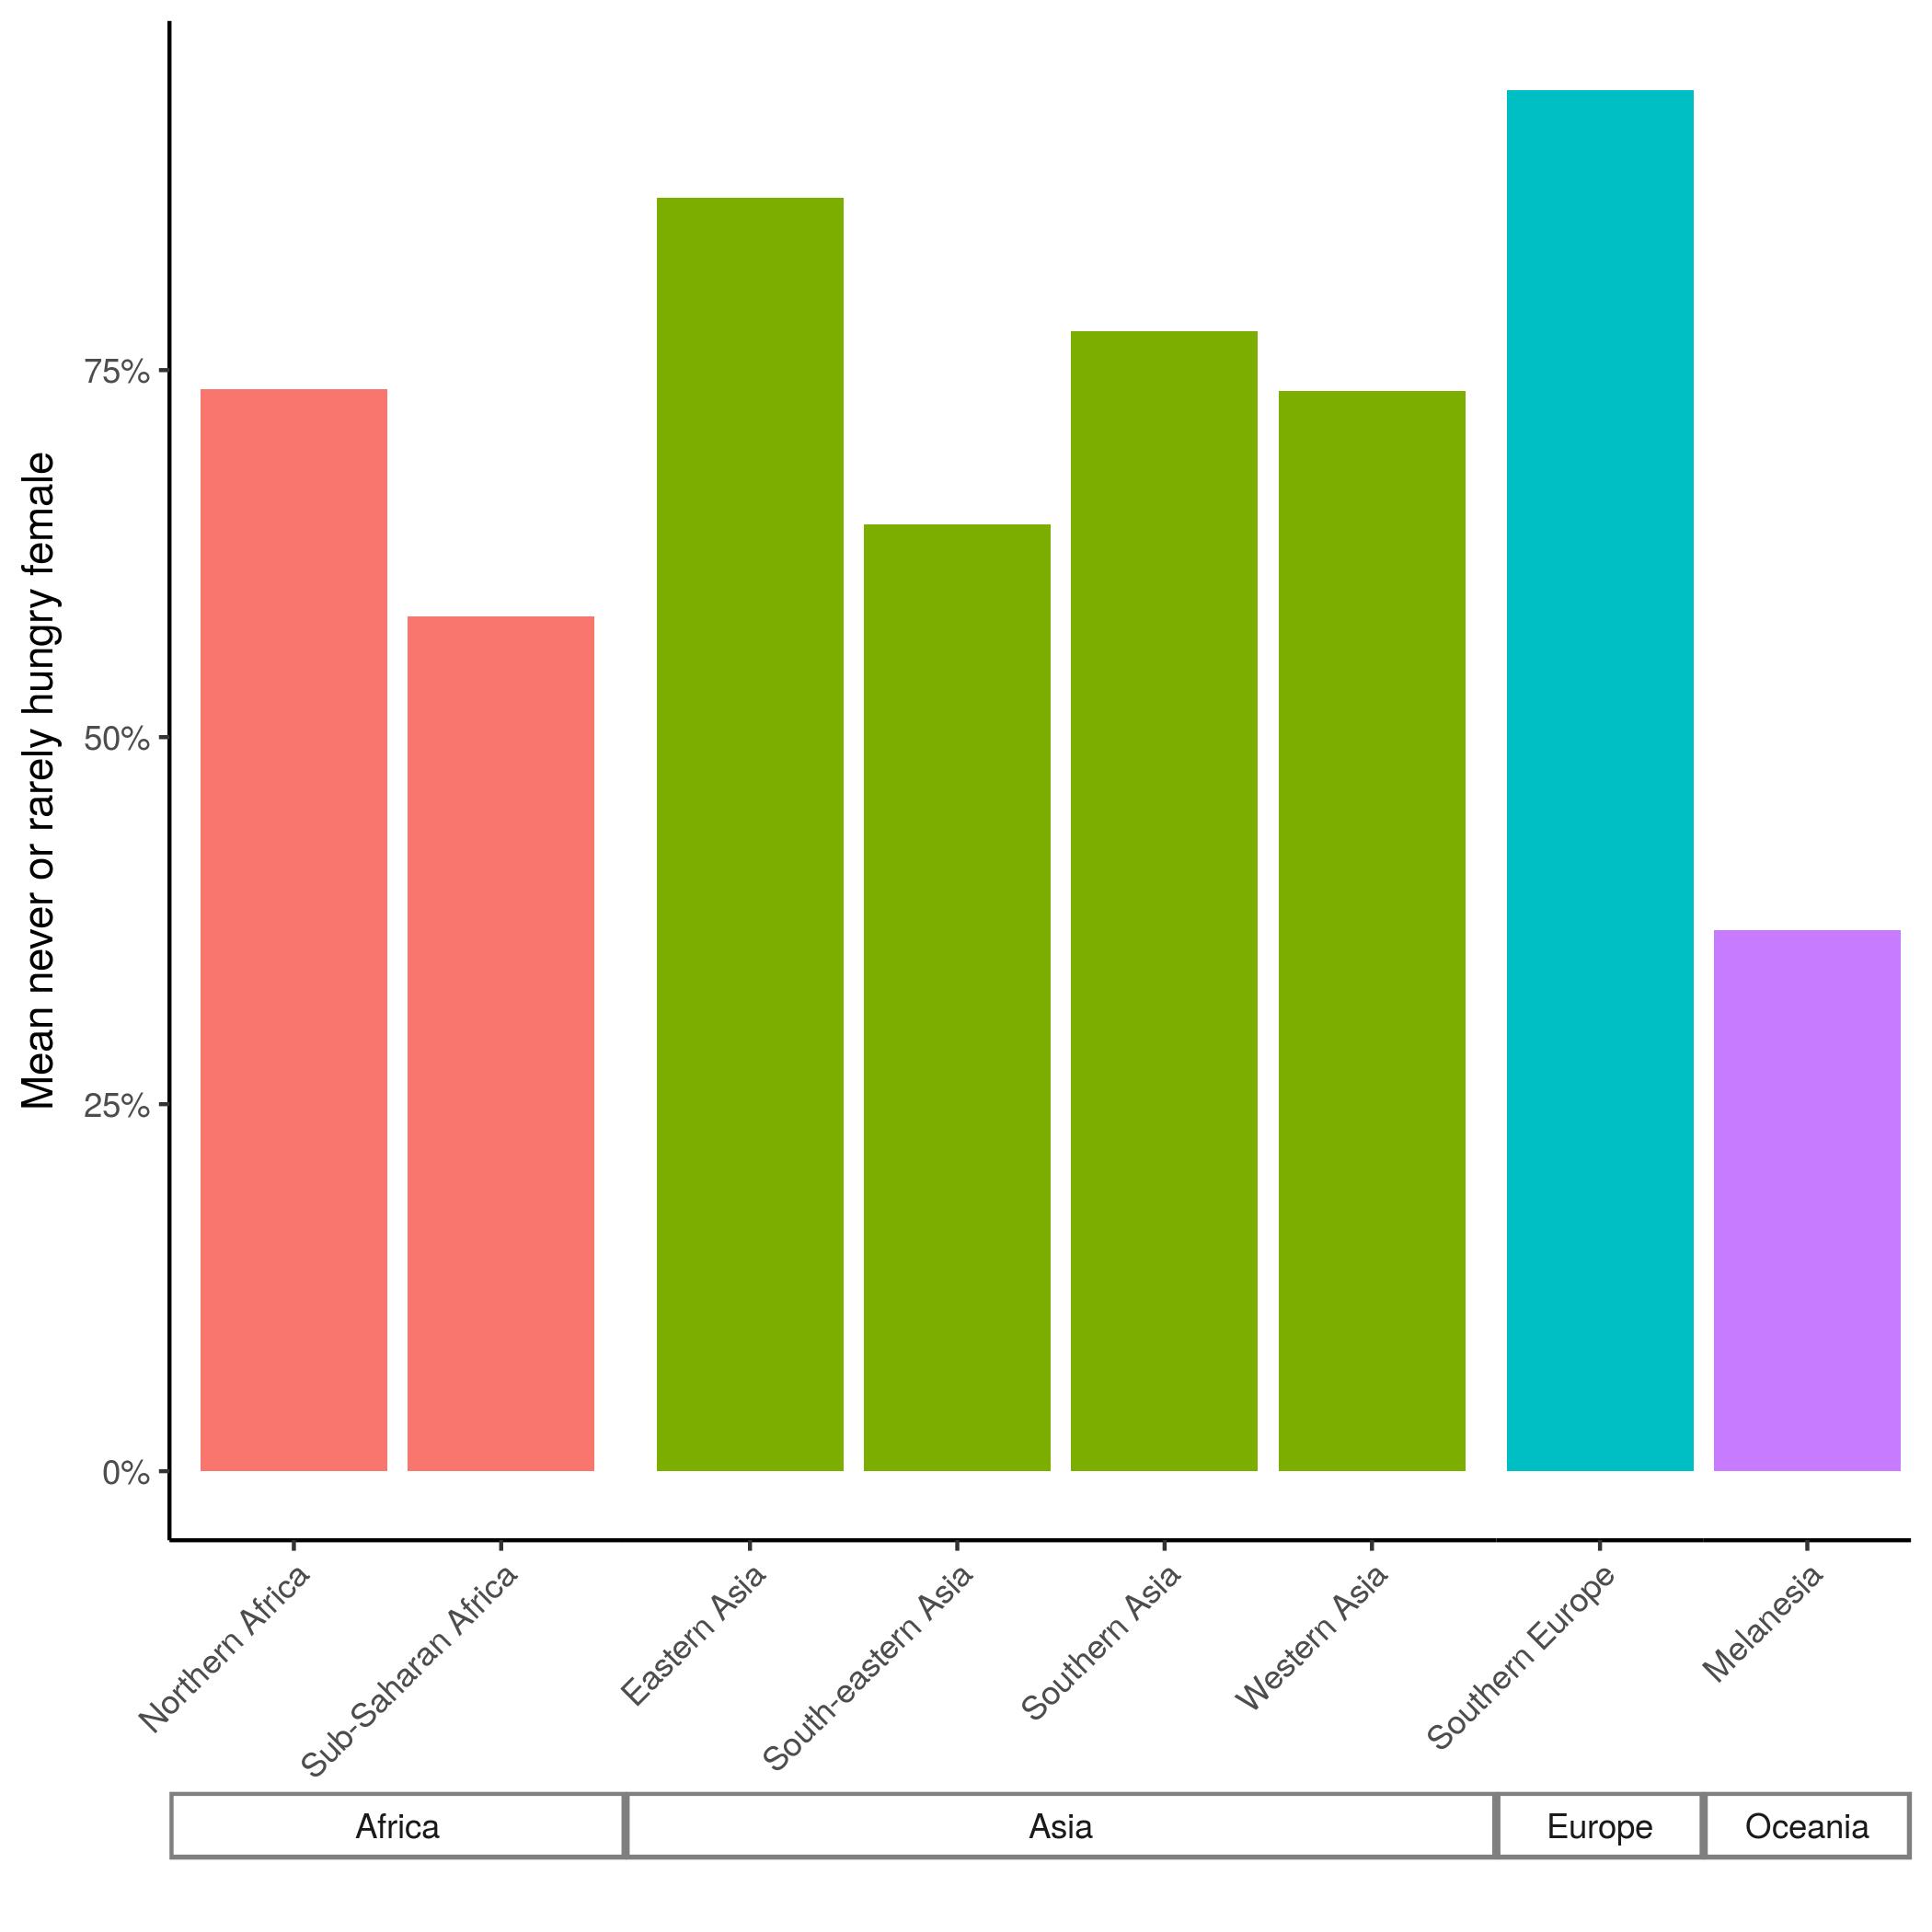 Mean never or rarely hungry female
75%
50%
25%
0%
Northern Africa
Sub-Saharan Africa
Eastern Asia
South-eastern Asia
Southern Asia
Western Asia
Southern Europe
Melanesia
Africa
Asia
Europe
Oceania